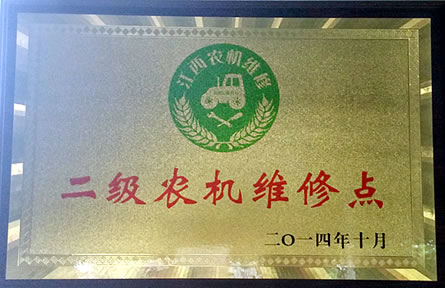 江西农机维修
二级农机维修点
二〇一四年十月